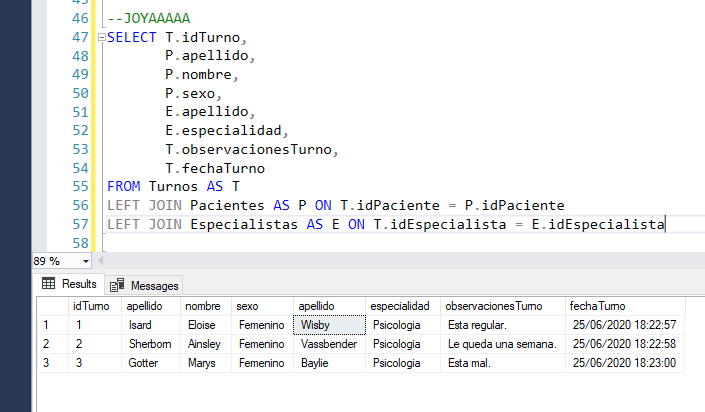 46 --JOYAAAAA
47 SELECT T.idTurno,
48 P.apellido,
49 P.nombre,
50 P.sexo,
51 E.apellido,
52 E.especialidad,
53 T.observacionesTurno,
54 T.fechaTurno
55 FROM Turnos AS T
56 LEFT JOIN Pacientes AS P ON T.idPaciente = P.idPaciente
57 LEFT JOIN Especialistas AS E ON T.idEspecialista = E.idEspecialista
58
89 %
Results Messages
idTurno apellido nombre sexo apellido especialidad observacionesTurno fechaTurno
1 1 Isard Eloise Femenino Wisby Psicologia Esta regular. 25/06/2020 18:22:57
2 2 Sherborn Ainsley Femenino Vassbender Psicologia Le queda una semana. 25/06/2020 18:22:58
3 3 Gotter Marys Femenino Baylie Psicologia Esta mal. 25/06/2020 18:23:00